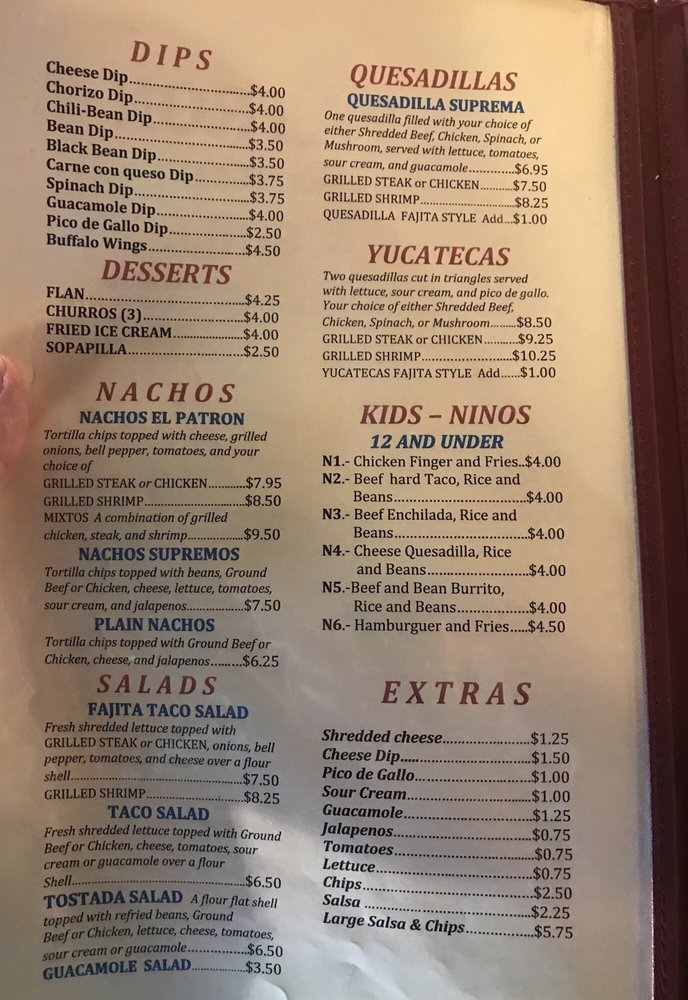 DIPS
Cheese Dip..............................$4.00
Chorizo Dip..............................$4.00
Chili-Bean Dip..........................$4.00
Bean Dip.................................$3.50
Black Bean Dip.........................$3.50
Carne con queso Dip..............$3.75
Spinach Dip............................$3.75
Guacamole Dip.......................$4.00
Pico de Gallo Dip....................$2.50
Buffalo Wings.........................$4.50
DESSERTS
FLAN.......................................$4.25
CHURROS (3)..........................$4.00
FRIED ICE CREAM..................$4.00
SOPAPILLA.............................$2.50
NACHOS
NACHOS EL PATRON
Tortilla chips topped with cheese, grilled
onions, bell pepper, tomatoes, and your
choice of
GRILLED STEAK or CHICKEN...........$7.95
GRILLED SHRIMP...........................$8.50
MIXTOS A combination of grilled
chicken, steak, and shrimp..................$9.50
NACHOS SUPREMOS
Tortilla chips topped with beans, Ground
Beef or Chicken, cheese, lettuce, tomatoes,
sour cream, and jalapenos..................$7.50
PLAIN NACHOS
Tortilla chips topped with Ground Beef or
Chicken, cheese, and jalapenos.........$6.25
SALADS
FAJITA TACO SALAD
Fresh shredded lettuce topped with
GRILLED STEAK or CHICKEN, onions, bell
pepper, tomatoes, and cheese over a flour
shell..............................................$7.50
GRILLED SHRIMP...........................$8.25
TACO SALAD
Fresh shredded lettuce topped with Ground
Beef or Chicken, cheese, tomatoes, sour
cream or guacamole over a flour
Shell..............................................$6.50
TOSTADA SALAD A flour flat shell
topped with refried beans, Ground
Beef or Chicken, lettuce, cheese, tomatoes,
sour cream or guacamole..................$6.50
GUACAMOLE SALAD......................$3.50
QUESADILLAS
QUESADILLA SUPREMA
One quesadilla filled with your choice of
either Shredded Beef, Chicken, Spinach, or
Mushroom, served with lettuce, tomatoes,
sour cream, and guacamole.............$6.95
GRILLED STEAK or CHICKEN..........$7.50
GRILLED SHRIMP...........................$8.25
QUESADILLA FAJITA STYLE Add...$1.00
YUCATECAS
Two quesadillas cut in triangles served
with lettuce, sour cream, and pico de gallo.
Your choice of either Shredded Beef,
Chicken, Spinach, or Mushroom.........$8.50
GRILLED STEAK or CHICKEN...........$9.25
GRILLED SHRIMP..........................$10.25
YUCATECAS FAJITA STYLE Add......$1.00
KIDS – NINOS
12 AND UNDER
N1.- Chicken Finger and Fries..$4.00
N2.- Beef hard Taco, Rice and
Beans.....................................$4.00
N3.- Beef Enchilada, Rice and
Beans.....................................$4.00
N4.- Cheese Quesadilla, Rice
and Beans..............................$4.00
N5.-Beef and Bean Burrito,
Rice and Beans.......................$4.00
N6.- Hamburguer and Fries.....$4.50
EXTRAS
Shredded cheese.......................$1.25
Cheese Dip................................$1.50
Pico de Gallo.............................$1.00
Sour Cream...............................$1.00
Guacamole................................$1.25
Jalapenos..................................$0.75
Tomatoes..................................$0.75
Lettuce.....................................$0.75
Chips........................................$2.50
Salsa ........................................$2.25
Large Salsa & Chips..................$5.75